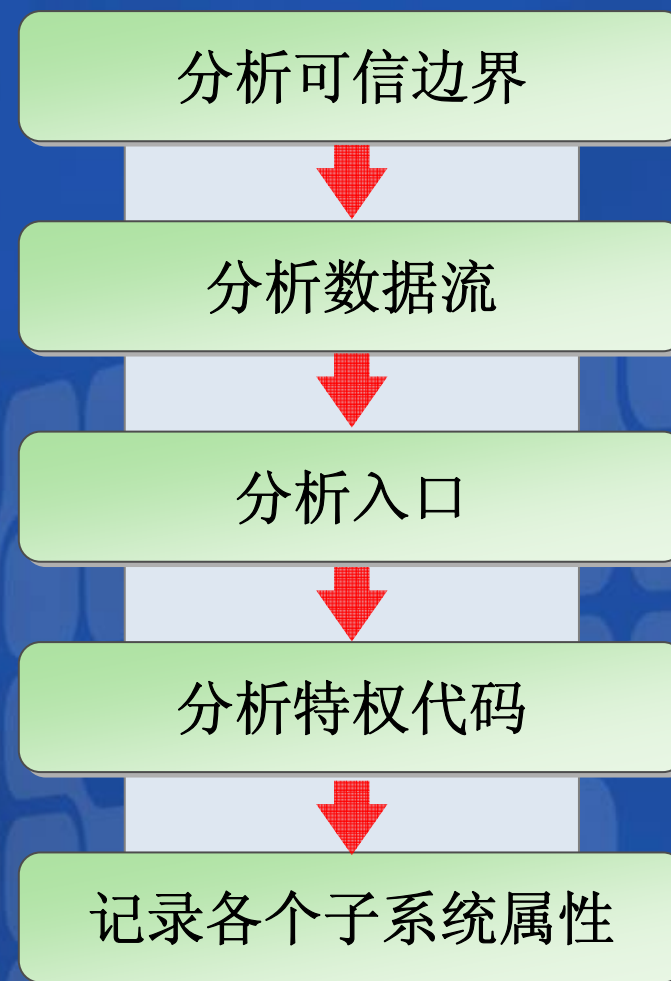 分析可信边界
分析数据流
分析入口
分析特权代码
记录各个子系统属性